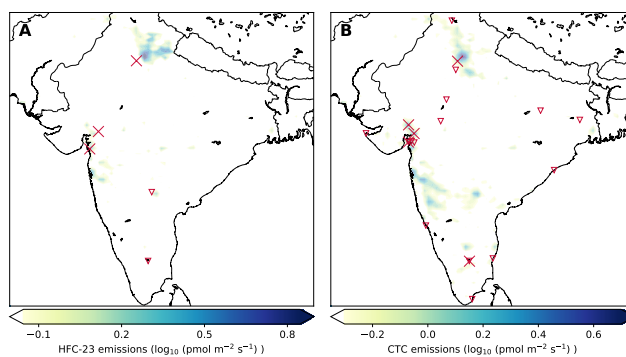 A
B
−0.1 0.2 0.5 0.8
−0.2 0.0 0.2 0.4 0.6
HFC-23 emissions (log₁₀ (pmol m⁻² s⁻¹) )
CTC emissions (log₁₀ (pmol m⁻² s⁻¹) )